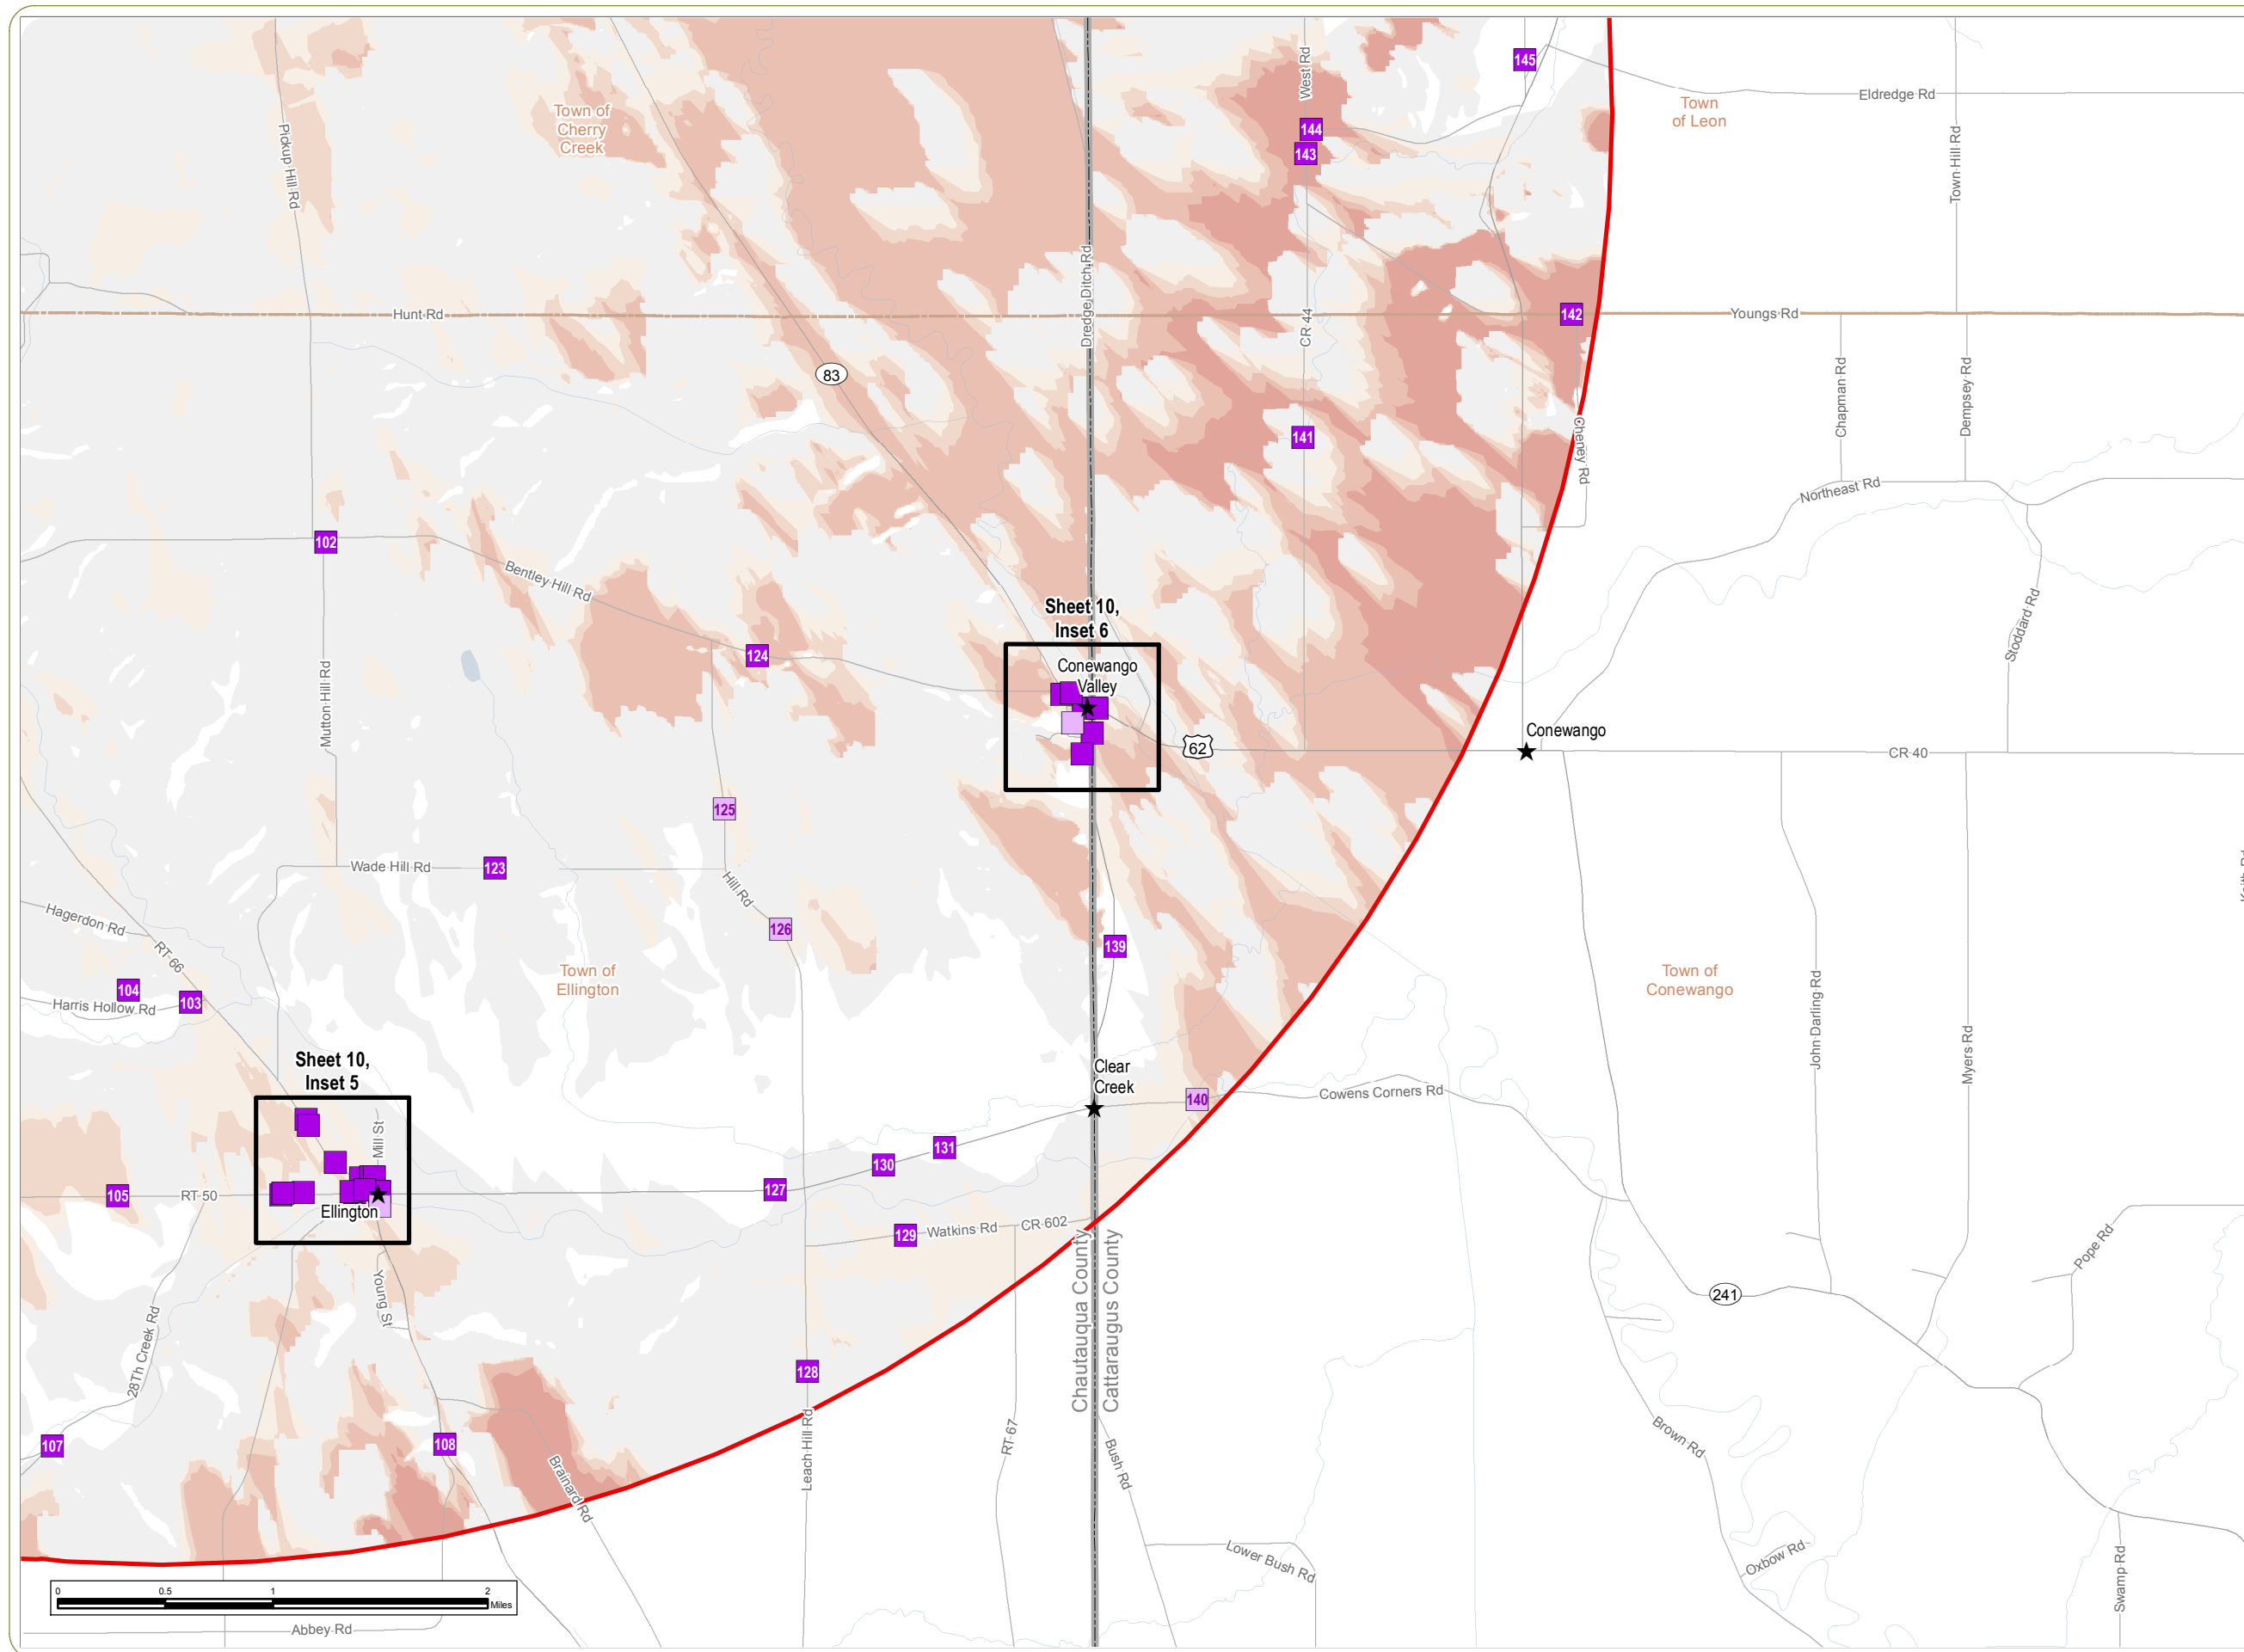 145
West Rd
Eldredge Rd
Town
of Leon
Town of
Cherry
Creek
144
143
Pickup Hill Rd
Town Hill Rd
Dredge Ditch Rd
Hunt Rd
CR 44
142
Youngs Rd
83
Chapman Rd
Dempsey Rd
141
Cheney Rd
Northeast Rd
102
Bentley Hill Rd
Sheet 10,
Inset 6
Stoddard Rd
124
Conewango
Valley
Mutton Hill Rd
62
Conewango
CR 40
125
Wade Hill Rd
123
Hill Rd
Hagerdon Rd
126
RT 66
139
Town of
Ellington
Town of
Conewango
104
103
Harris Hollow Rd
John Darling Rd
Myers Rd
Sheet 10,
Inset 5
Clear
Creek
140
Cowens Corners Rd
Mill St
131
130
127
105
RT 50
Ellington
129
Watkins Rd
CR 602
Pope Rd
Chautauqua County
Cattaraugus County
Young St
241
28Th Creek Rd
128
107
108
Leach Hill Rd
RT 67
Bush Rd
Brown Rd
Brainard Rd
Lower Bush Rd
Oxbow Rd
Swamp Rd
0 0.5 1 2
Miles
Abbey Rd